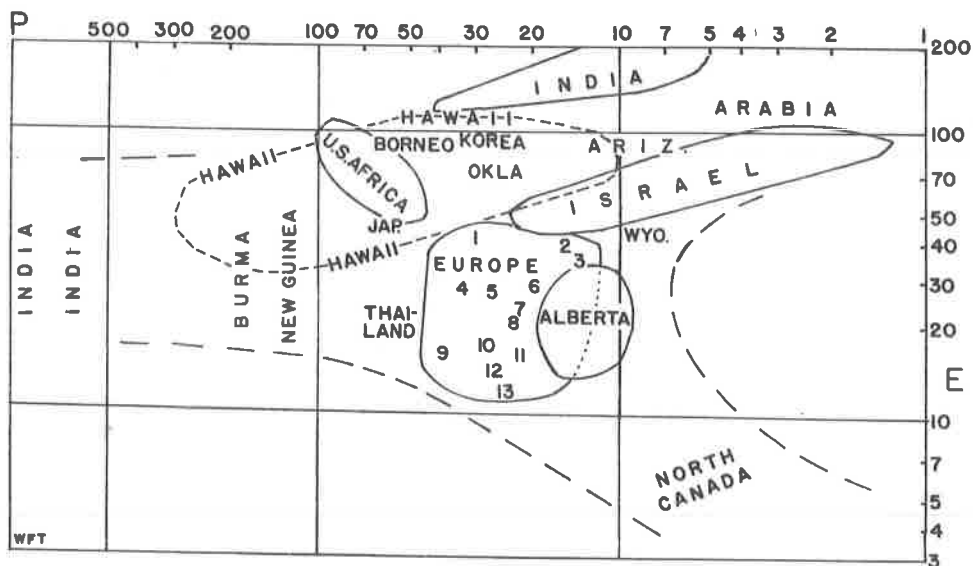 P
500 300 200 100 70 50 30 20 10 7 5 4 3 2 1
200
INDIA
H-A-W-A-I-I
ARABIA
100
BORNEO KOREA
ARIZ.
HAWAII
U.S. AFRICA
OKLA
ISRAEL
70
50
JAP.
WYO.
HAWAII
1
2
40
EUROPE
3
30
INDIA
INDIA
BURMA
NEW GUINEA
4 5 6
THAI-
LAND
7
8
ALBERTA
20
9 10 11
12
E
13
10
NORTH
CANADA
7
5
4
WFT
3